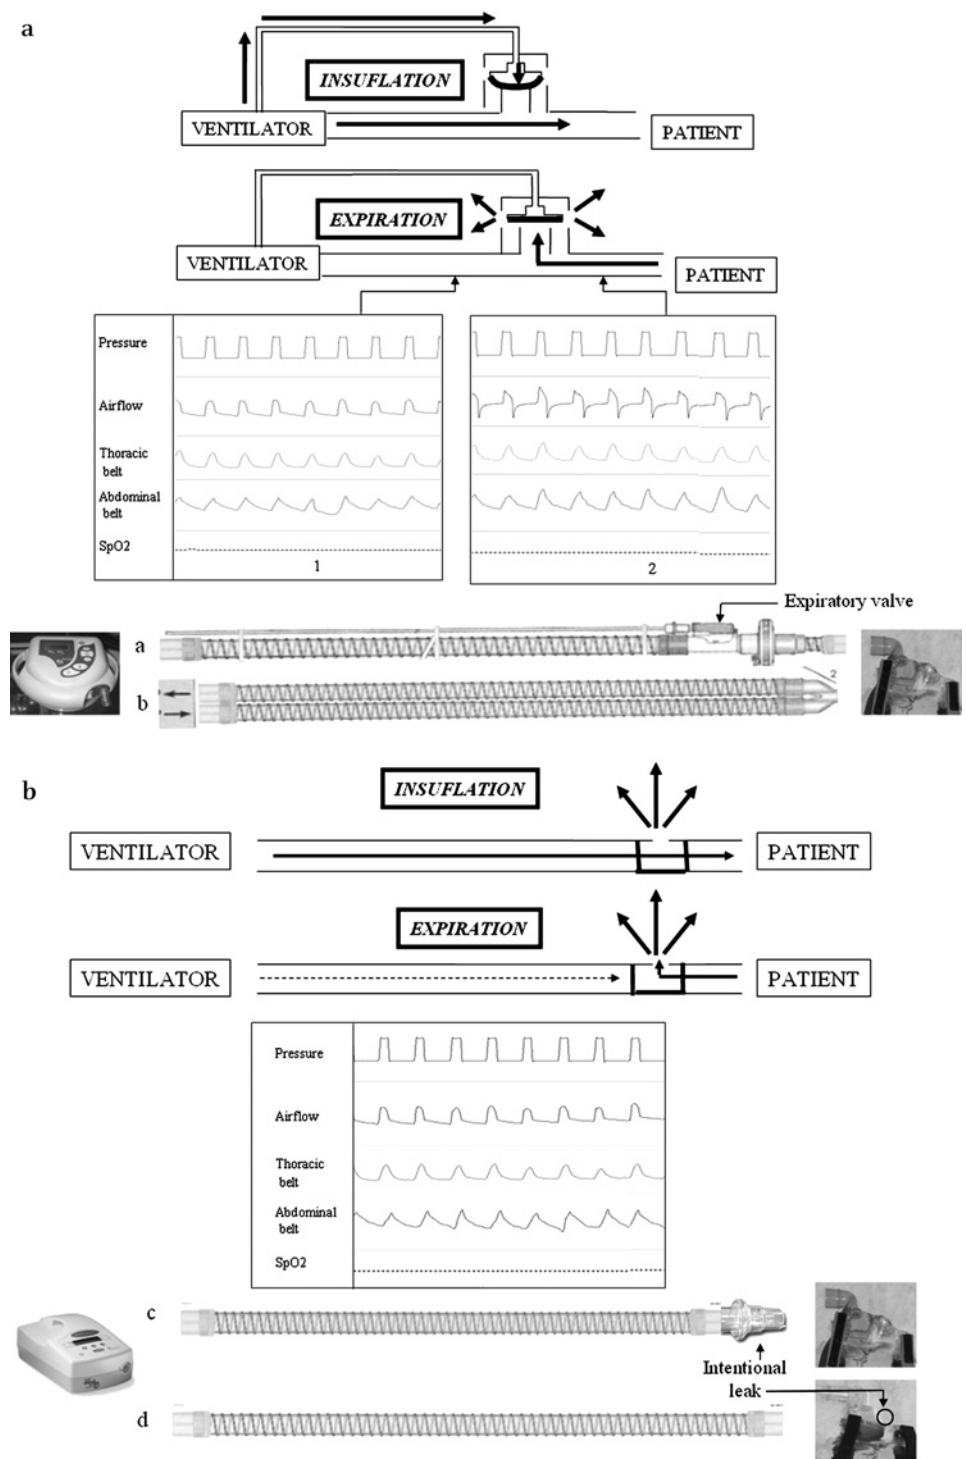 a
INSUFLATION
VENTILATOR
PATIENT
EXPIRATION
VENTILATOR
PATIENT
Pressure
Airflow
Thoracic
belt
Abdominal
belt
SpO2
1
2
Expiratory valve
a
2
b
b
INSUFLATION
VENTILATOR
PATIENT
EXPIRATION
VENTILATOR
PATIENT
Pressure
Airflow
Thoracic
belt
Abdominal
belt
SpO2
c
Intentional
leak
d